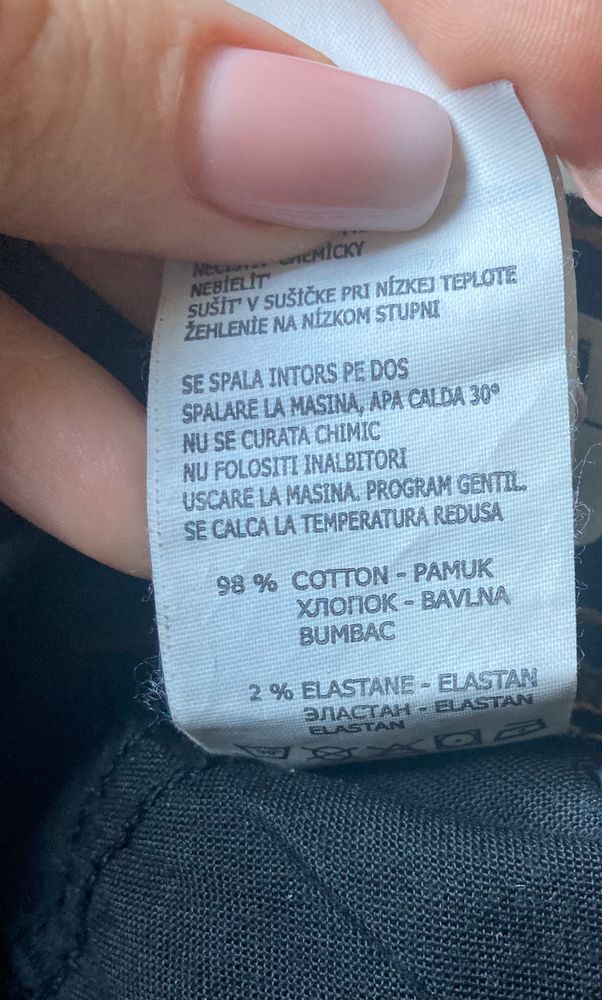 CHEMICKY
NEBIELIŤ
SUŠIŤ V SUŠIČKE PRI NÍZKEJ TEPLOTE
ŽEHLENIE NA NÍZKOM STUPNI
SE SPALA INTORS PE DOS
SPALARE LA MASINA, APA CALDA 30°
NU SE CURATA CHIMIC
NU FOLOSITI INALBITORI
USCARE LA MASINA. PROGRAM GENTIL.
SE CALCA LA TEMPERATURA REDUSA
98 % COTTON - PAMUK
ХЛОПОК - BAVLNA
BUMBAC
2 % ELASTANE - ELASTAN
ЭЛАСТАН - ELASTAN
ELASTAN